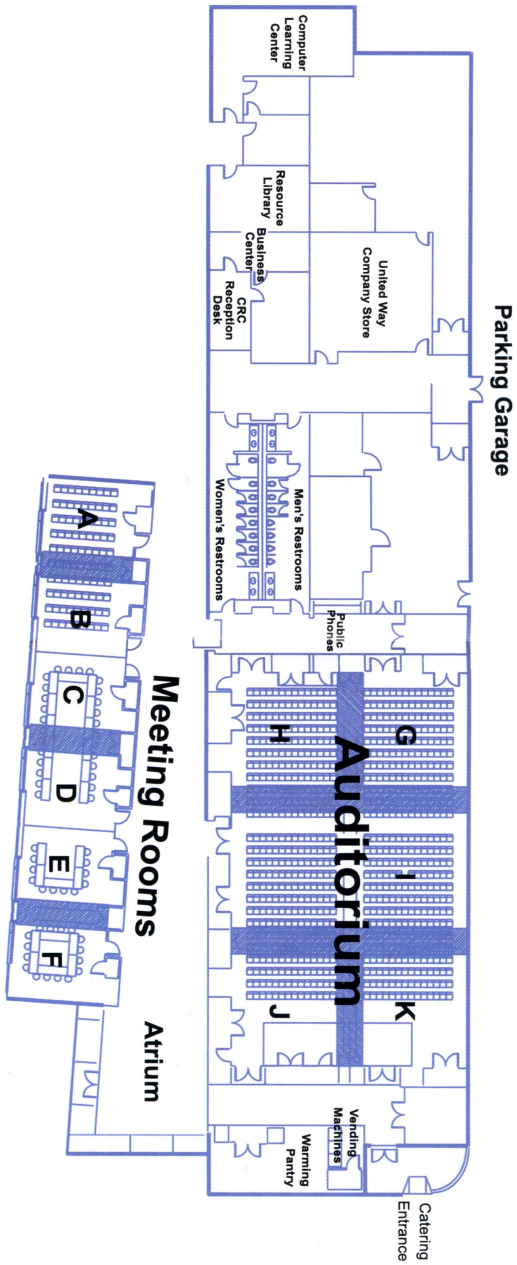 Parking Garage
Computer
Learning
Center
Resource
Library
Business
Center
CRC
Reception
Desk
United Way
Company Store
Men's Restrooms
Women's Restrooms
Public
Phones
Auditorium
G
H
I
J
K
Meeting Rooms
A
B
C
D
E
F
Atrium
Vending
Machines
Warming
Pantry
Catering
Entrance